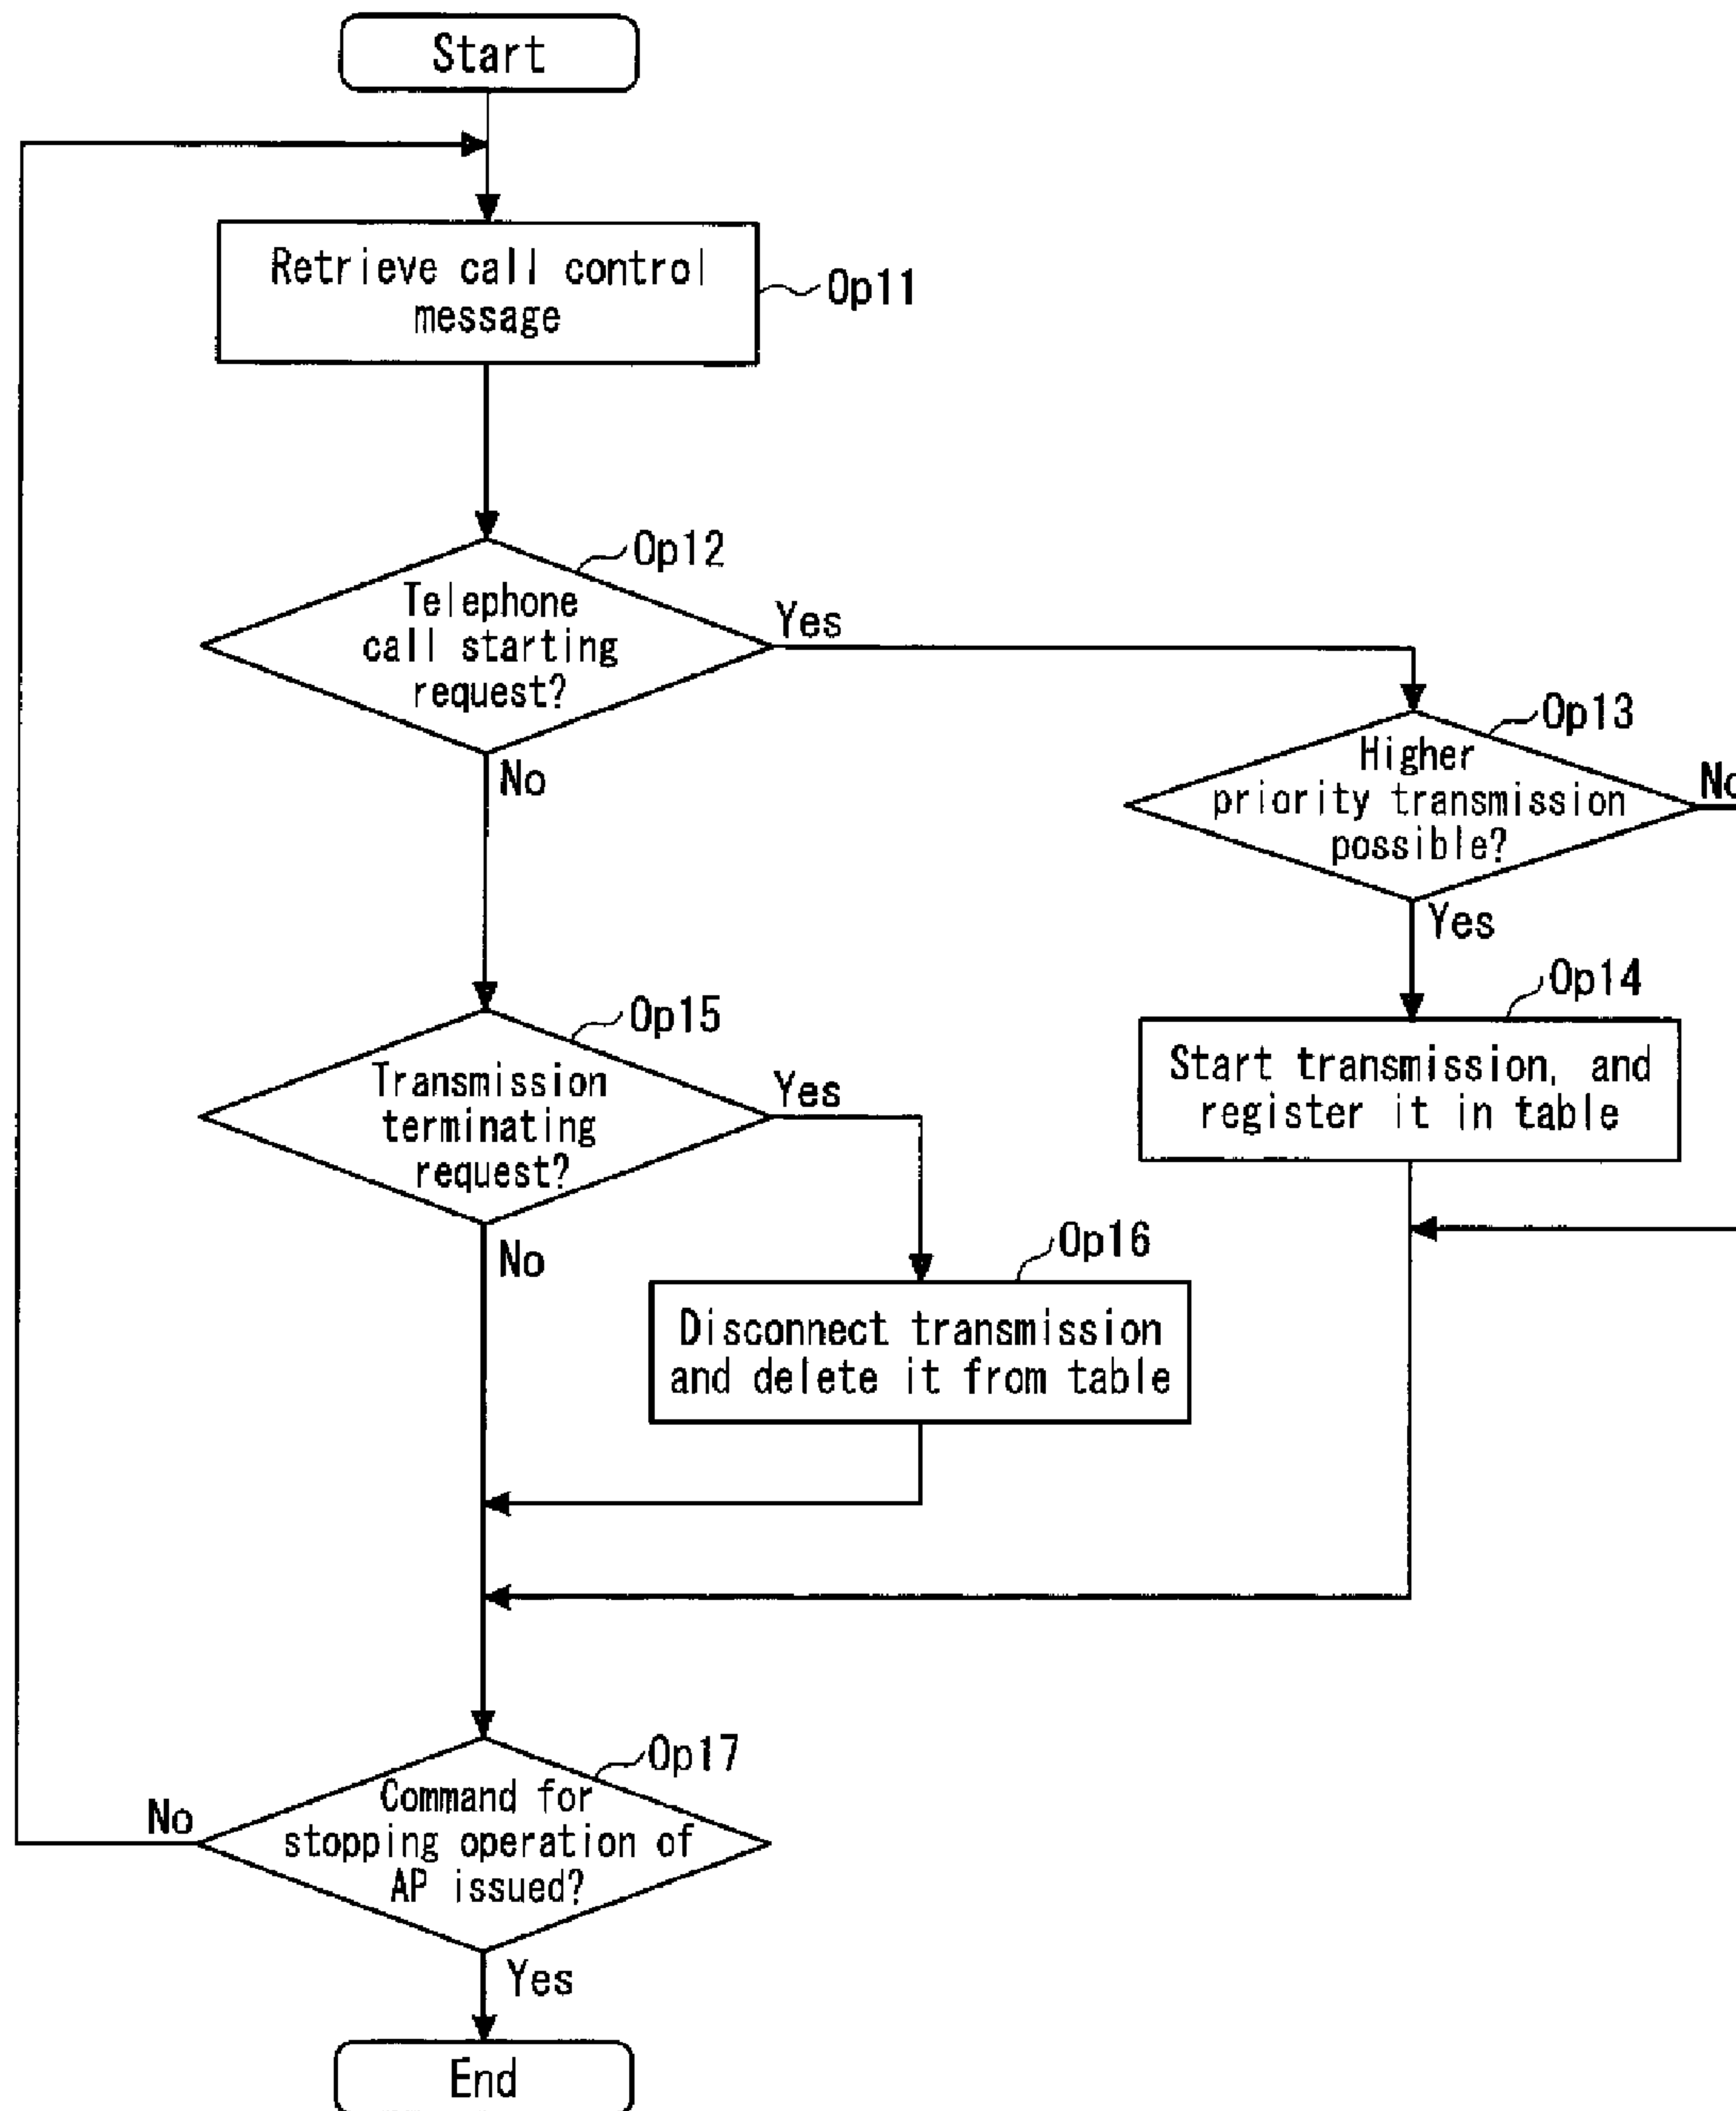 Start
Retrieve call control
message
Op11
Op12
Telephone
call starting
request?
Yes
No
Op13
Higher
priority transmission
possible?
No
Yes
Op14
Start transmission, and
register it in table
Op15
Transmission
terminating
request?
Yes
No
Op16
Disconnect transmission
and delete it from table
Op17
Command for
stopping operation of
AP issued?
No
Yes
End